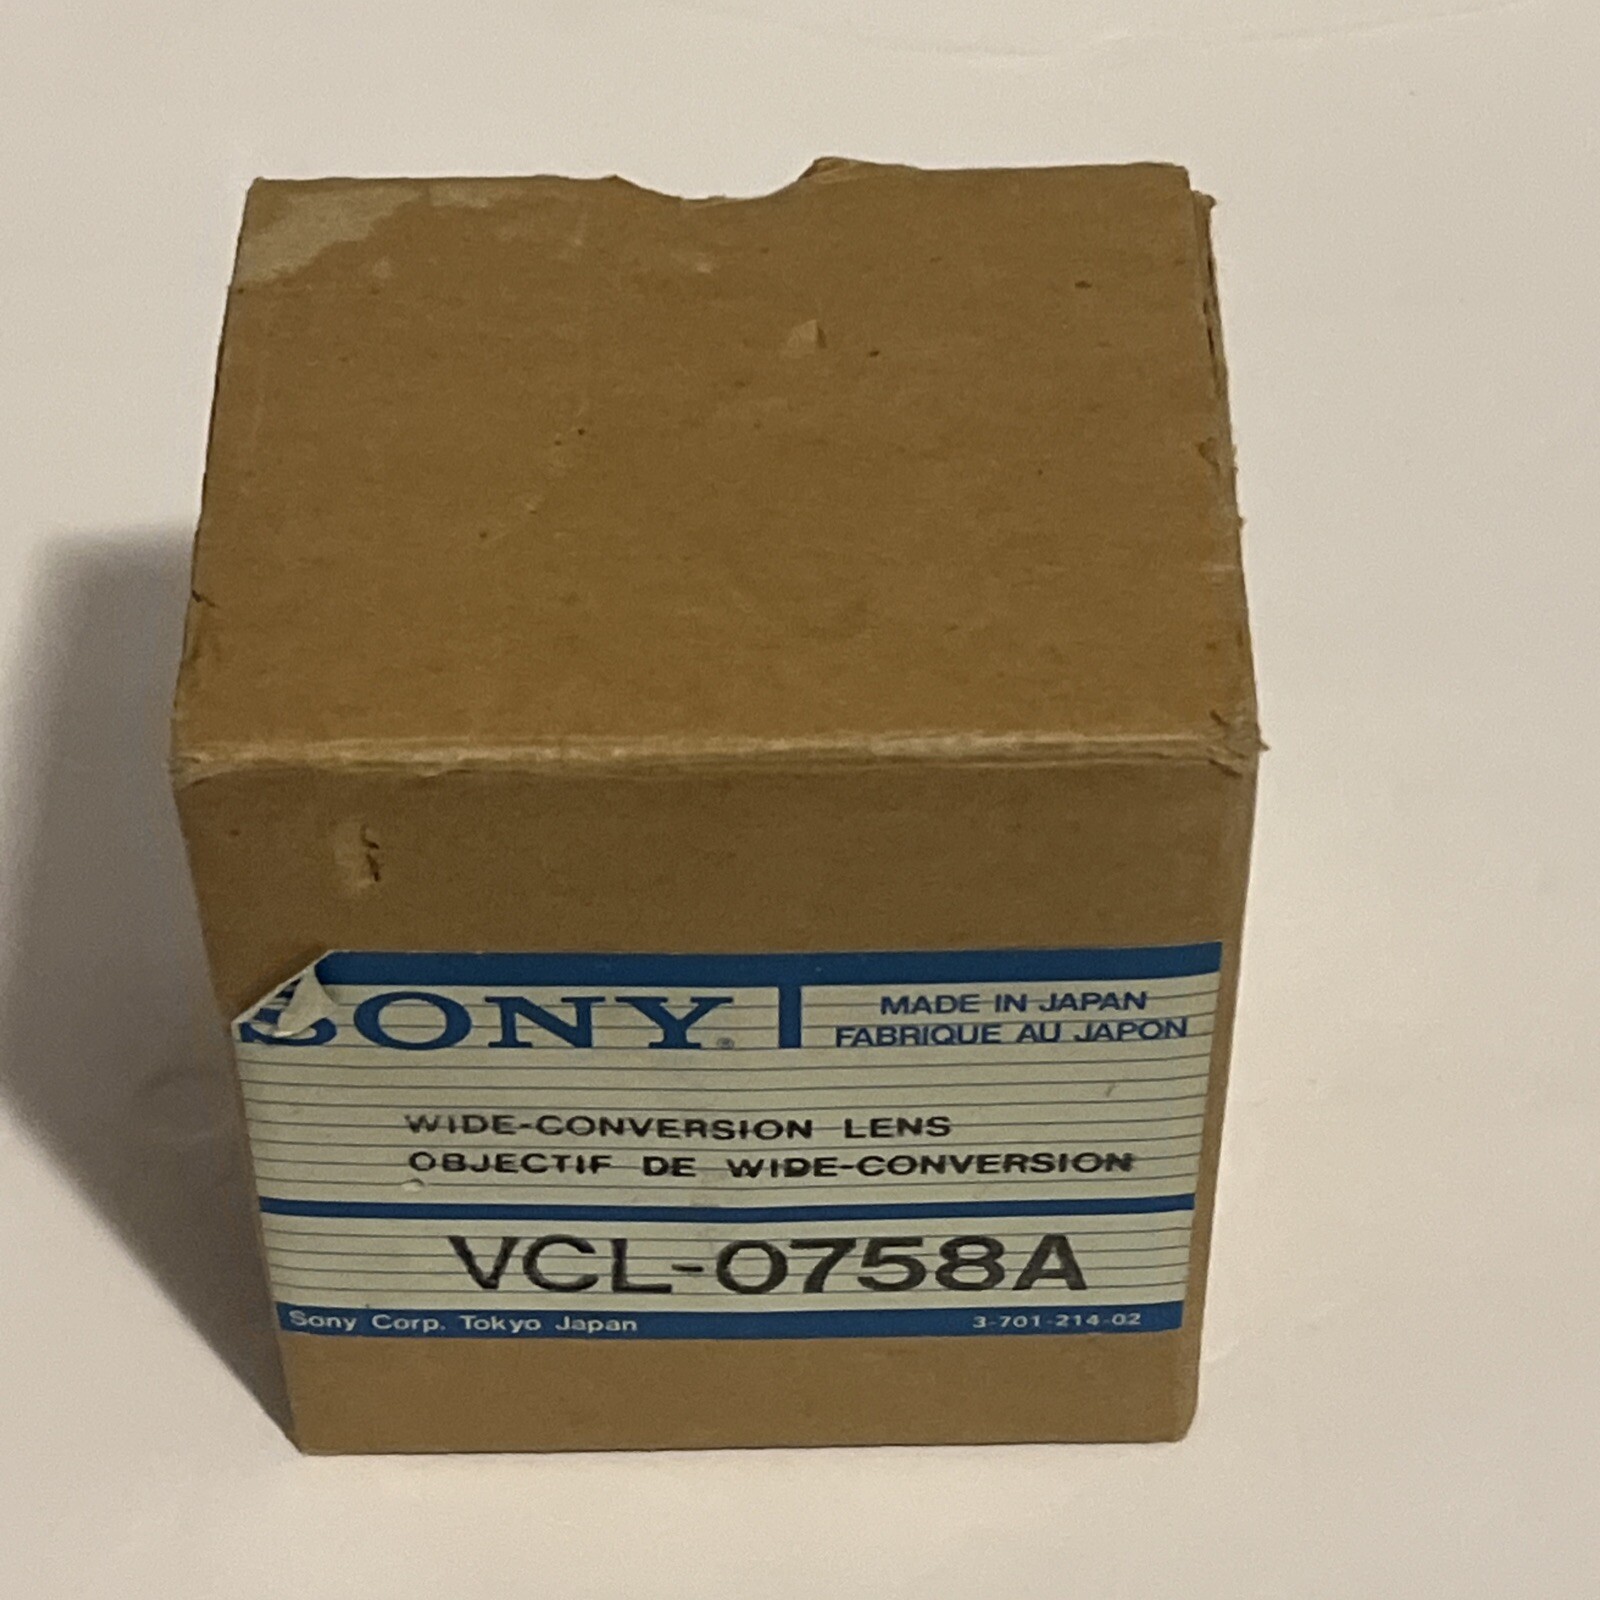 SONY®
MADE IN JAPAN
FABRIQUE AU JAPON
WIDE-CONVERSION LENS
OBJECTIF DE WIDE-CONVERSION
VCL-0758A
Sony Corp. Tokyo Japan 3-701-214-02